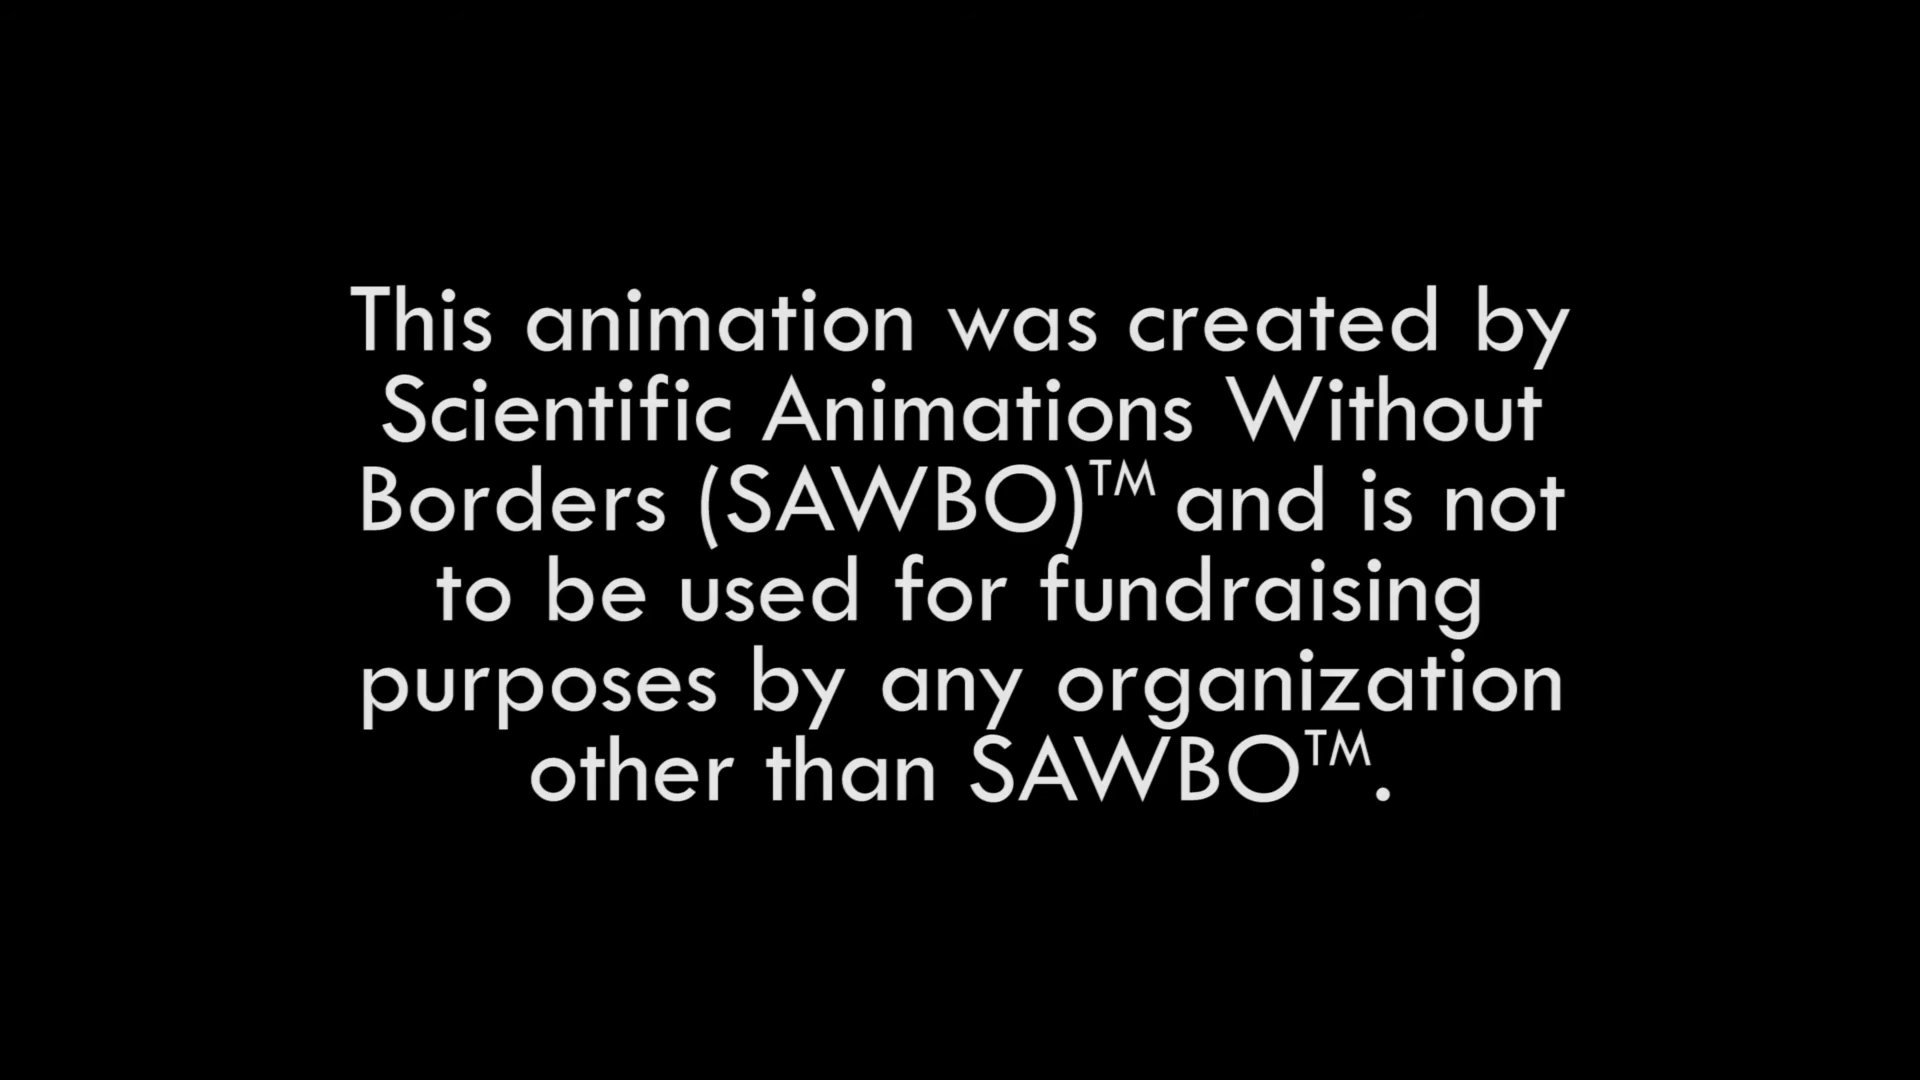 This animation was created by
Scientific Animations Without
Borders (SAWBO)™ and is not
to be used for fundraising
purposes by any organization
other than SAWBO™.